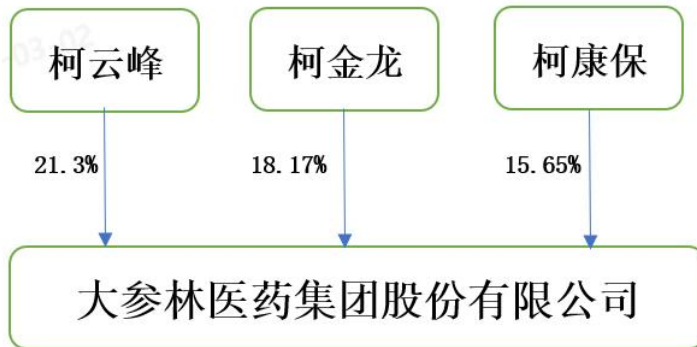 柯云峰
柯金龙
柯康保
21.3%
18.17%
15.65%
大参林医药集团股份有限公司